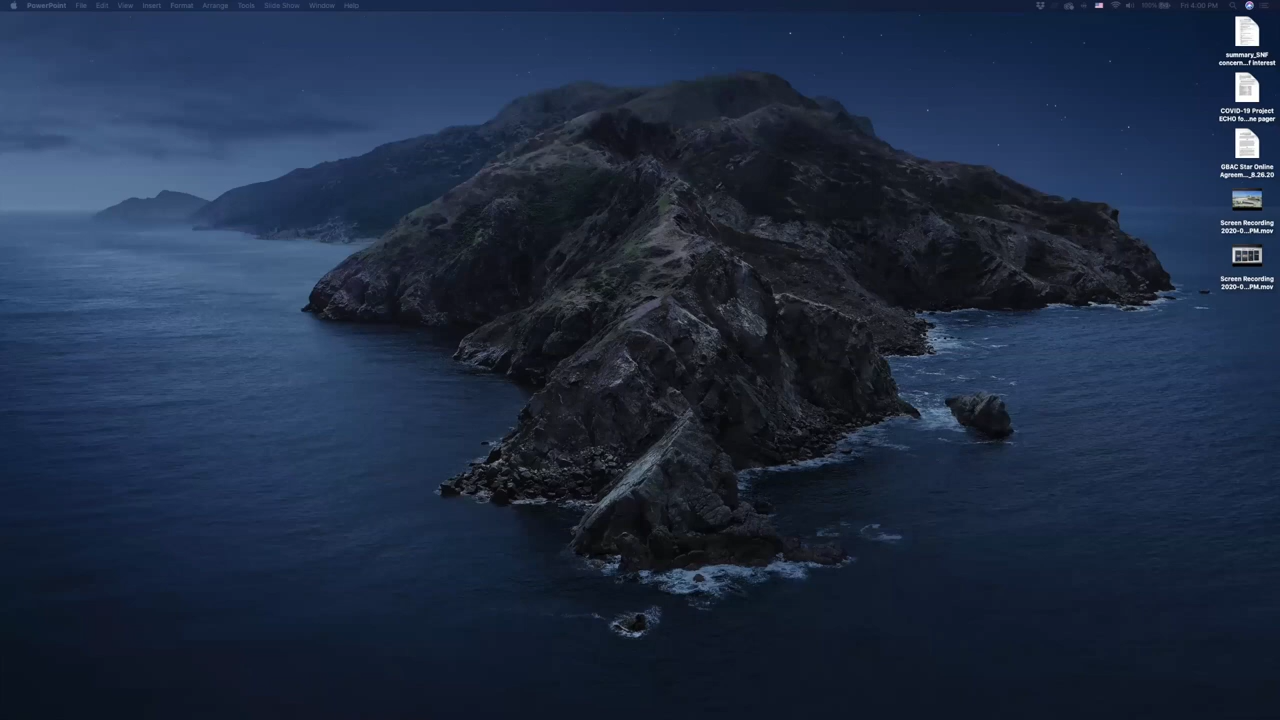 PowerPoint File Edit View Insert Format Arrange Tools Slide Show Window Help 100% Fri 4:00 PM
summary_SNF
concern...f interest
COVID-19 Project
ECHO fo...ne pager
GBAC Star Online
Agreem..._8.26.20
Screen Recording
2020-0...PM.mov
Screen Recording
2020-0...PM.mov